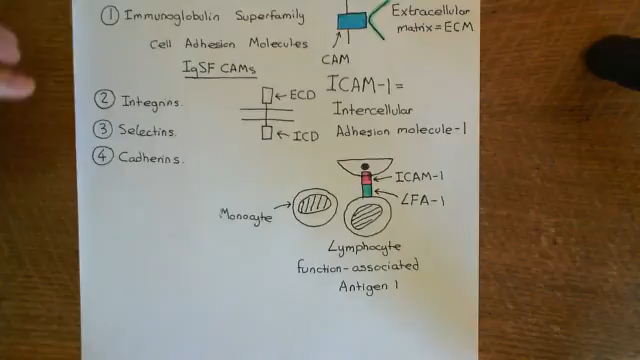 ① Immunoglobulin Superfamily
Cell Adhesion Molecules
IgSF CAMs
② Integrins.
③ Selectins.
④ Cadherins.
Extracellular
matrix = ECM
CAM
ECD
ICD
ICAM-1 =
Intercellular
Adhesion molecule-1
ICAM-1
LFA-1
Monocyte
Lymphocyte
function-associated
Antigen 1